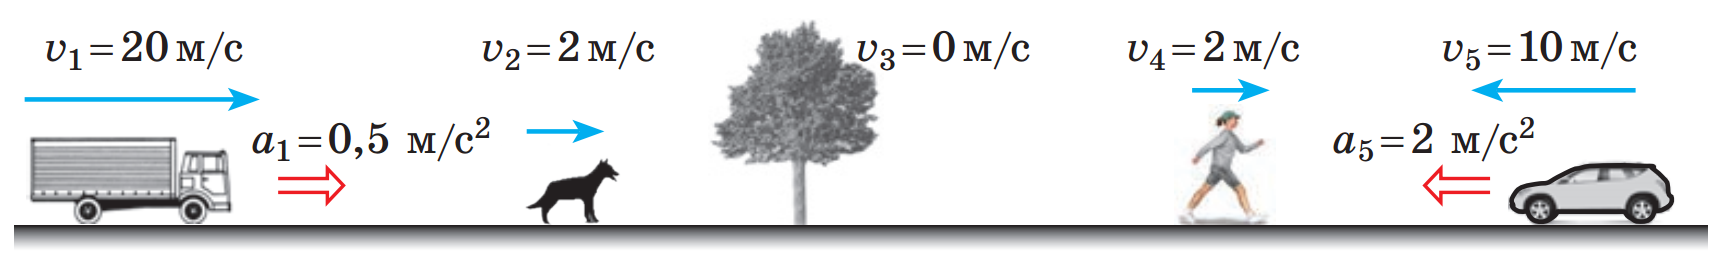 v₁ = 20 м/с
v₂ = 2 м/с
v₃ = 0 м/с
v₄ = 2 м/с
v₅ = 10 м/с
a₁ = 0,5 м/с²
a₅ = 2 м/с²